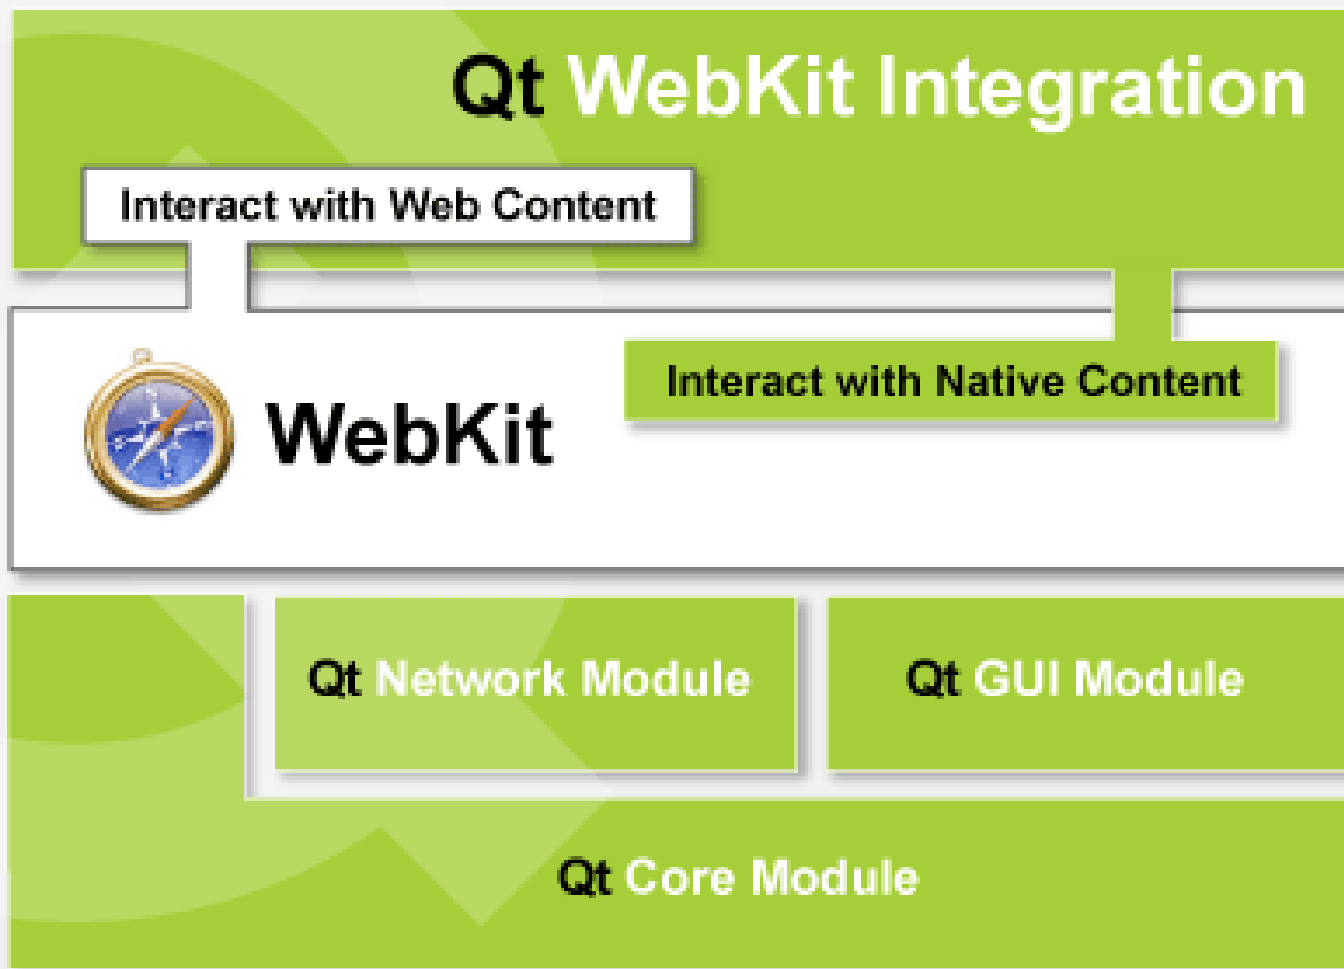 Qt WebKit Integration
Interact with Web Content
Interact with Native Content
WebKit
Qt Network Module
Qt GUI Module
Qt Core Module